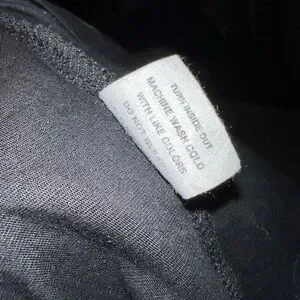 TURN INSIDE OUT
MACHINE WASH COLD
WITH LIKE COLORS
DO NOT